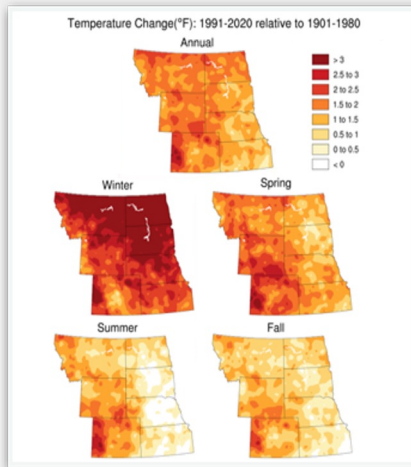 Temperature Change(°F): 1991-2020 relative to 1901-1980
Annual
> 3
2.5 to 3
2 to 2.5
1.5 to 2
1 to 1.5
0.5 to 1
0 to 0.5
< 0
Winter
Spring
Summer
Fall